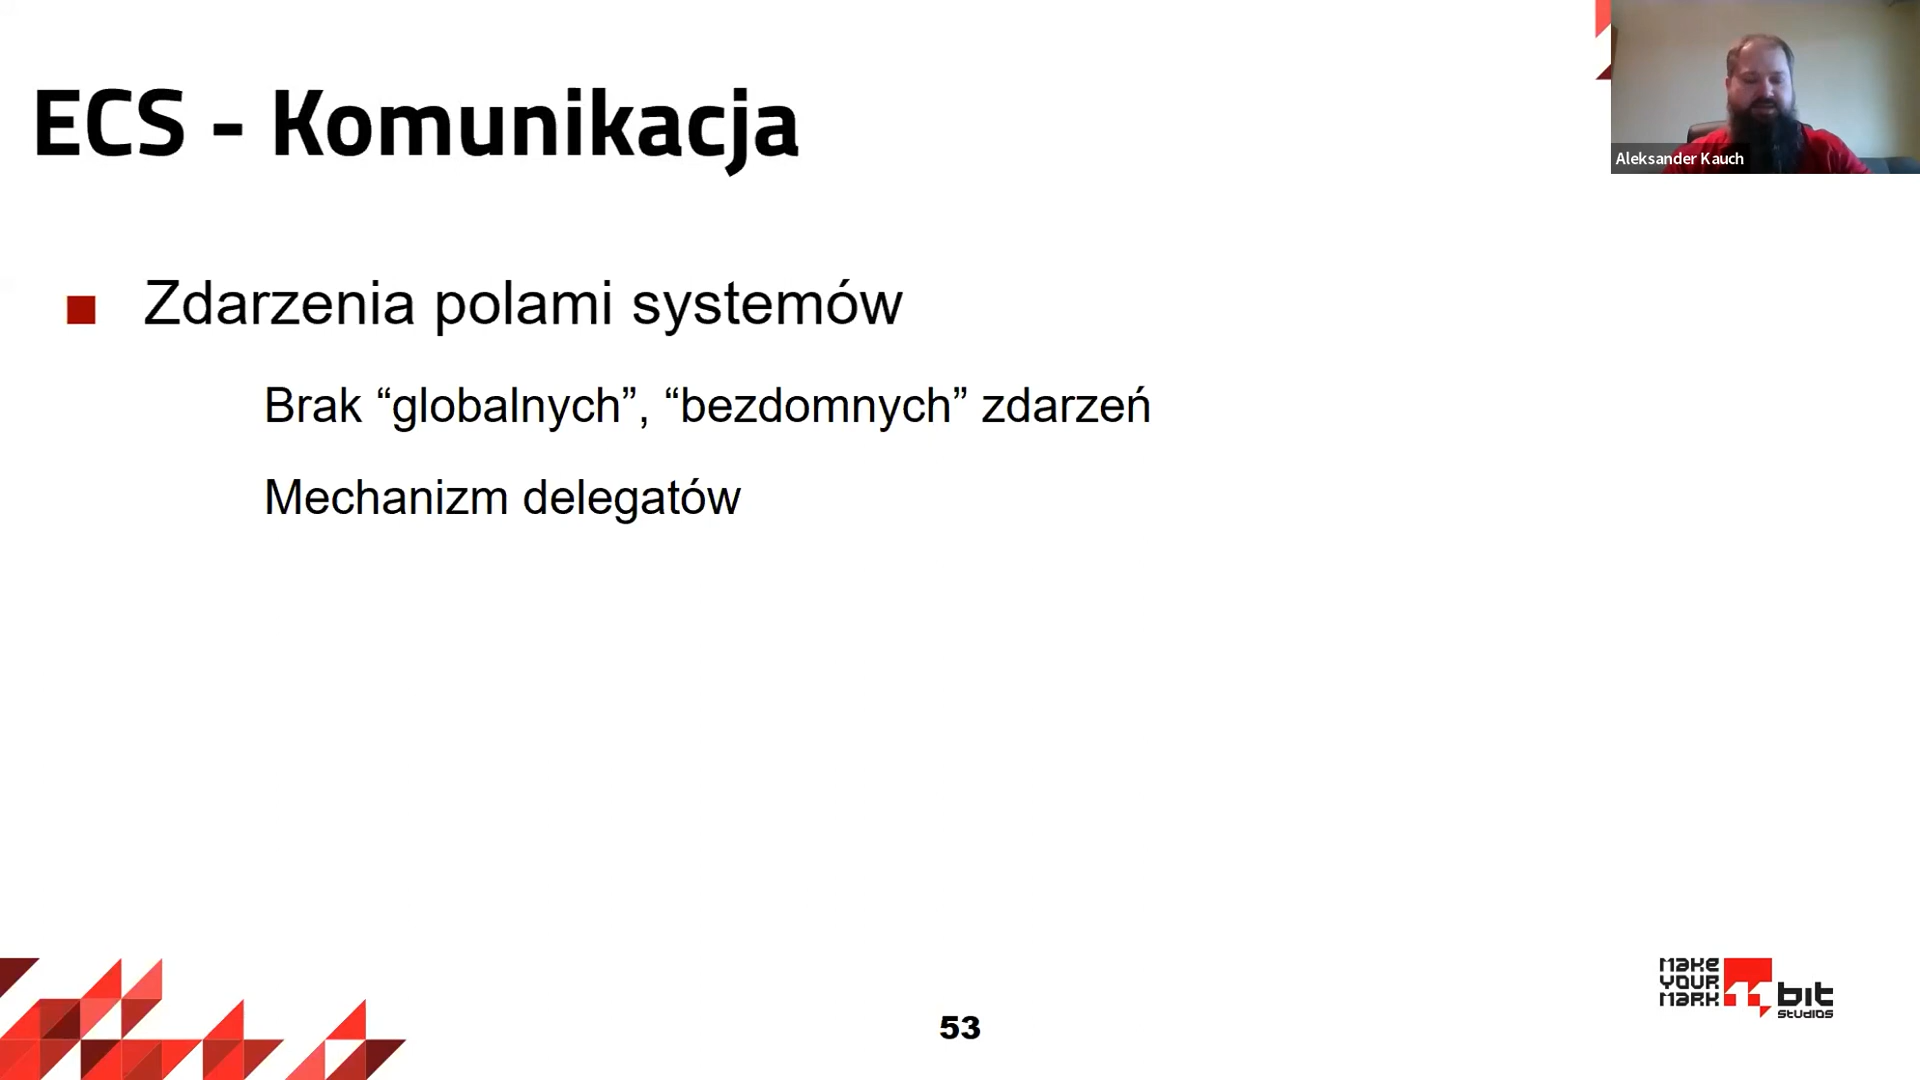 ECS - Komunikacja
Aleksander Kauch
Zdarzenia polami systemów
Brak “globalnych”, “bezdomnych” zdarzeń
Mechanizm delegatów
53
MAKE
YOUR
MARK
11 bit
STUDIOS